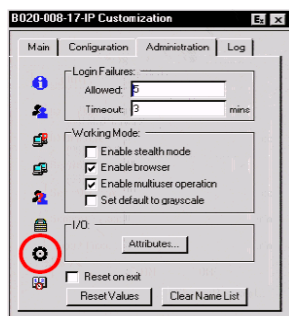 B020-008-17-IP Customization
Main Configuration Administration Log
Login Failures:
Allowed: 5
Timeout: 3 mins
Working Mode:
Enable stealth mode
Enable browser
Enable multiuser operation
Set default to grayscale
I/O:
Attributes...
Reset on exit
Reset Values Clear Name List